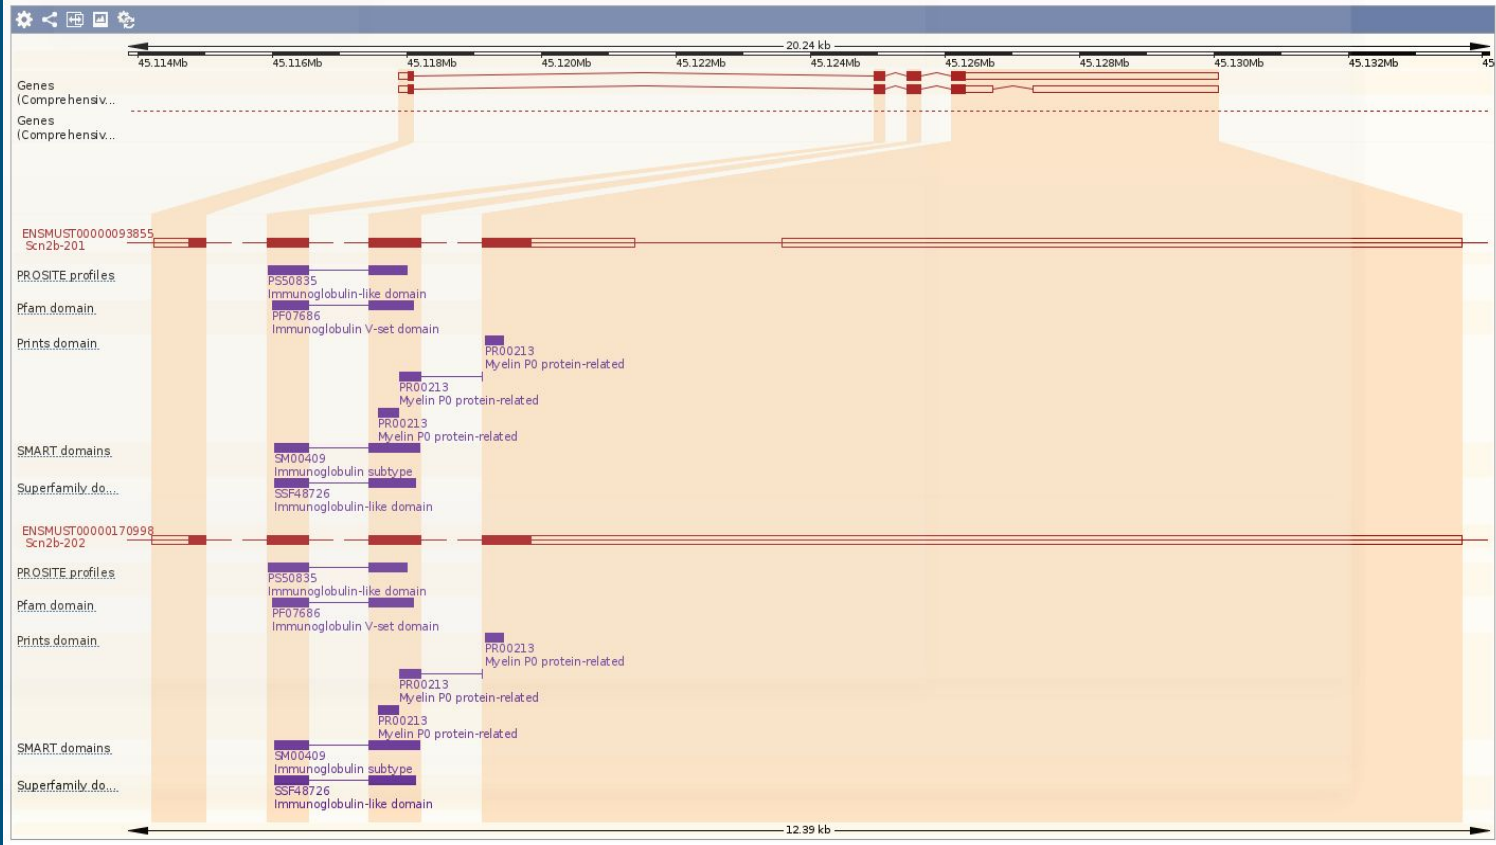 20.24 kb
45.114Mb 45.116Mb 45.118Mb 45.120Mb 45.122Mb 45.124Mb 45.126Mb 45.128Mb 45.130Mb 45.132Mb 45
Genes
(Comprehensiv...
Genes
(Comprehensiv...
ENSMUST00000093855
Scn2b-201
PROSITE profiles
PS50835
Immunoglobulin-like domain
Pfam domain
PF07686
Immunoglobulin V-set domain
Prints domain
PR00213
Myelin P0 protein-related
PR00213
Myelin P0 protein-related
PR00213
Myelin P0 protein-related
SMART domains
SM00409
Immunoglobulin subtype
Superfamily do...
SSF48726
Immunoglobulin-like domain
ENSMUST00000170998
Scn2b-202
PROSITE profiles
PS50835
Immunoglobulin-like domain
Pfam domain
PF07686
Immunoglobulin V-set domain
Prints domain
PR00213
Myelin P0 protein-related
PR00213
Myelin P0 protein-related
PR00213
Myelin P0 protein-related
SMART domains
SM00409
Immunoglobulin subtype
Superfamily do...
SSF48726
Immunoglobulin-like domain
12.39 kb